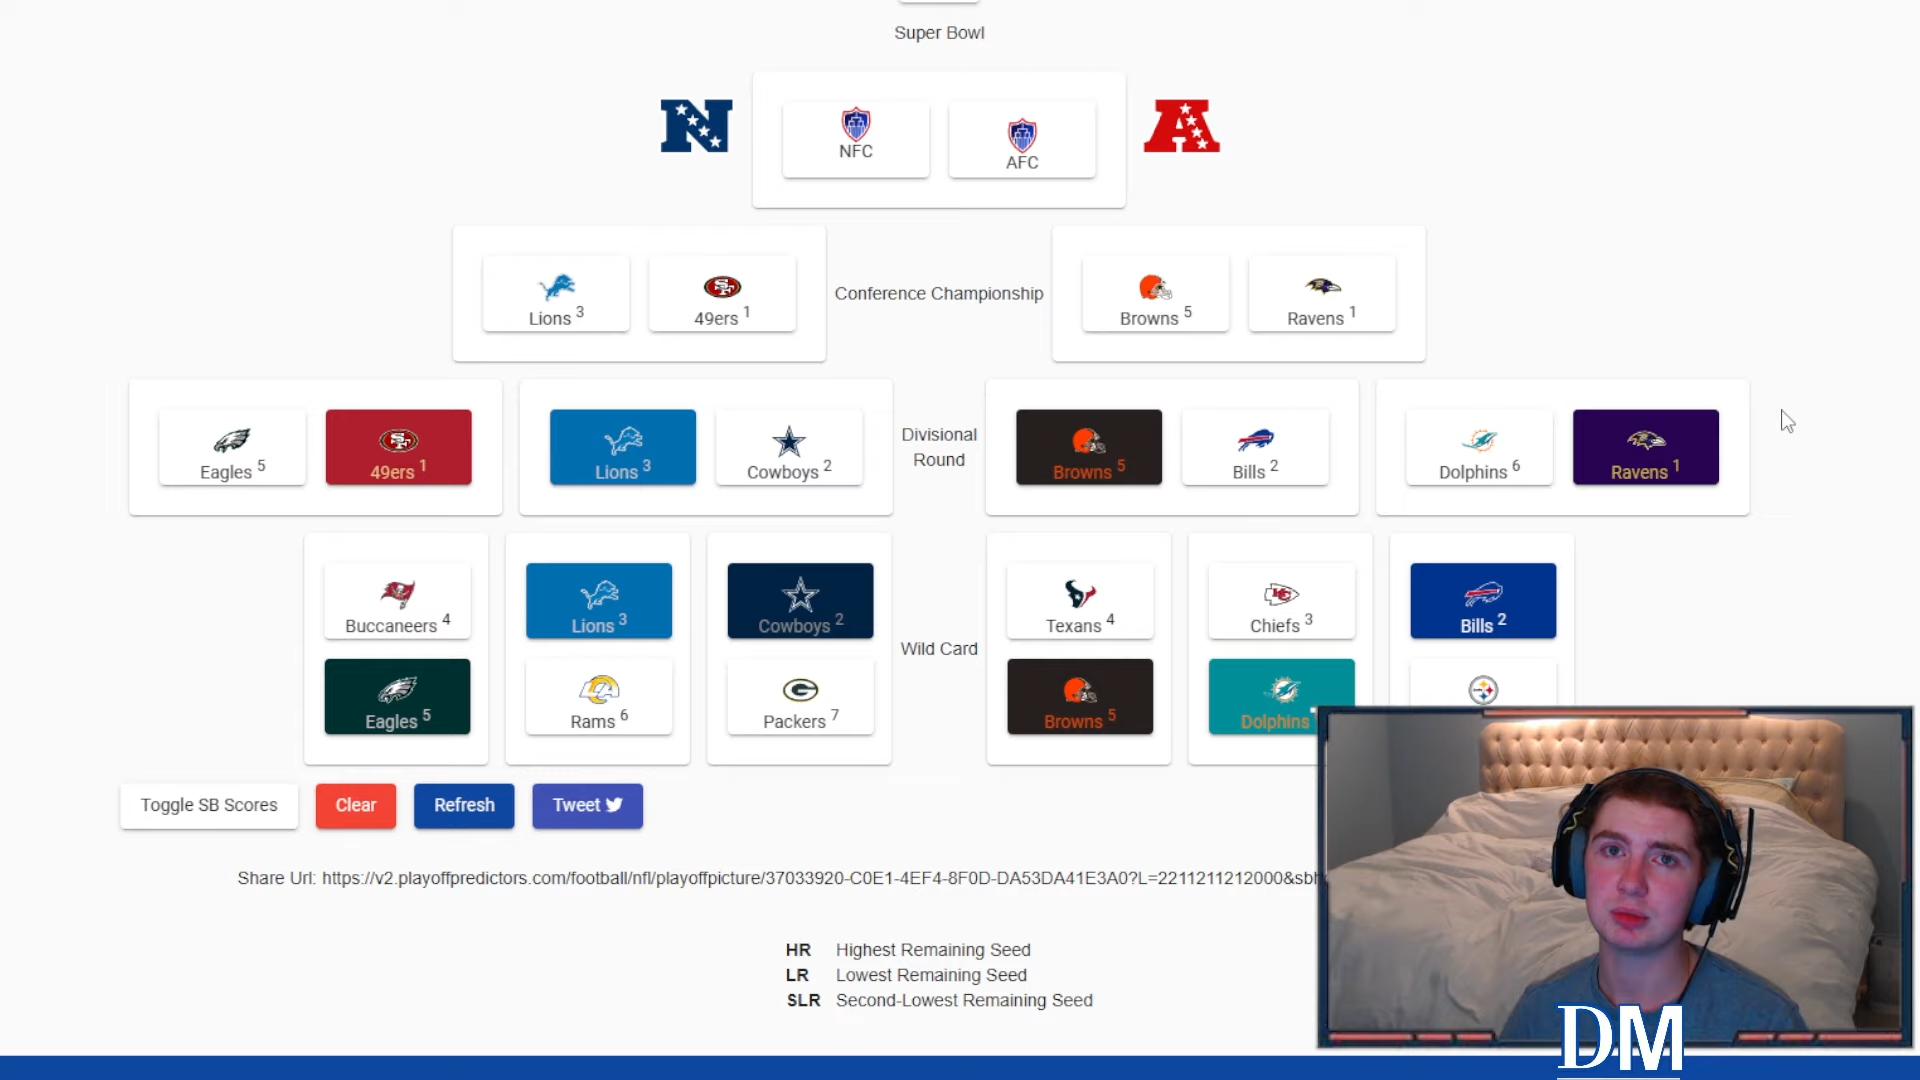 Super Bowl
NFC
AFC
Lions 3
49ers 1
Conference Championship
Browns 5
Ravens 1
Eagles 5
49ers 1
Lions 3
Cowboys 2
Divisional
Round
Browns 5
Bills 2
Dolphins 6
Ravens 1
Buccaneers 4
Lions 3
Cowboys 2
Texans 4
Chiefs 3
Bills 2
Wild Card
Eagles 5
Rams 6
Packers 7
Browns 5
Dolphins
Toggle SB Scores
Clear
Refresh
Tweet
Share Url: https://v2.playoffpredictors.com/football/nfl/playoffpicture/37033920-C0E1-4EF4-8F0D-DA53DA41E3A0?L=2211211212000&sbh
HR Highest Remaining Seed
LR Lowest Remaining Seed
SLR Second-Lowest Remaining Seed
DM